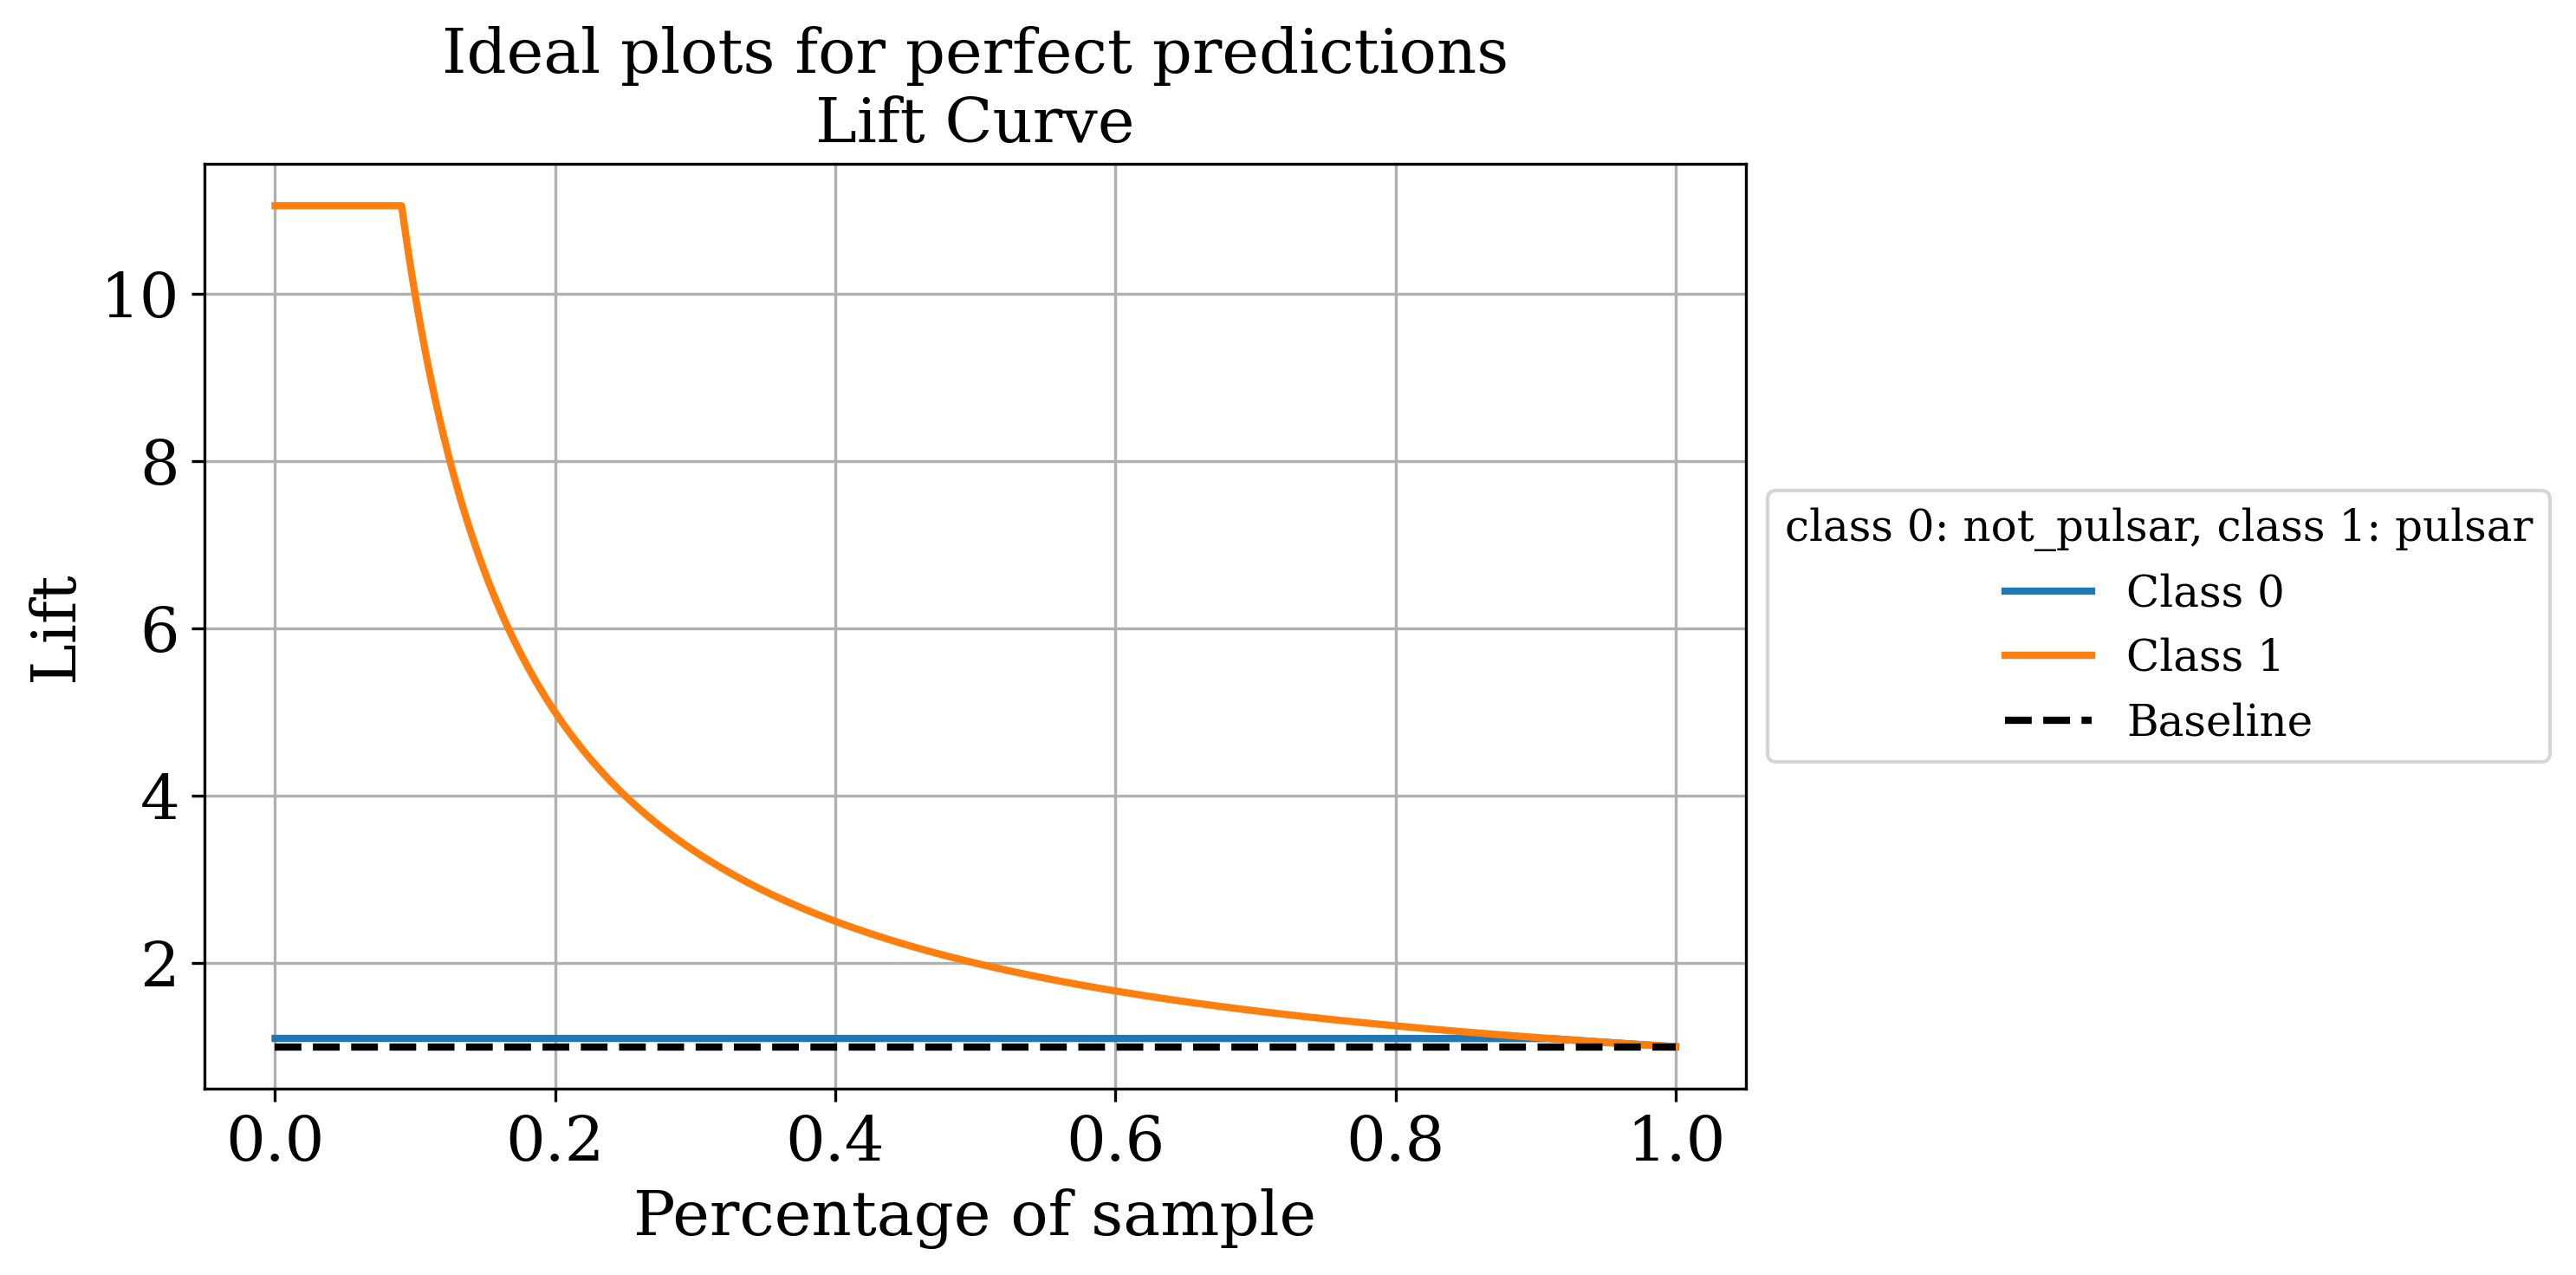 Ideal plots for perfect predictions
Lift Curve
Lift
10
8
6
4
2
0.0 0.2 0.4 0.6 0.8 1.0
Percentage of sample
class 0: not_pulsar, class 1: pulsar
Class 0
Class 1
Baseline